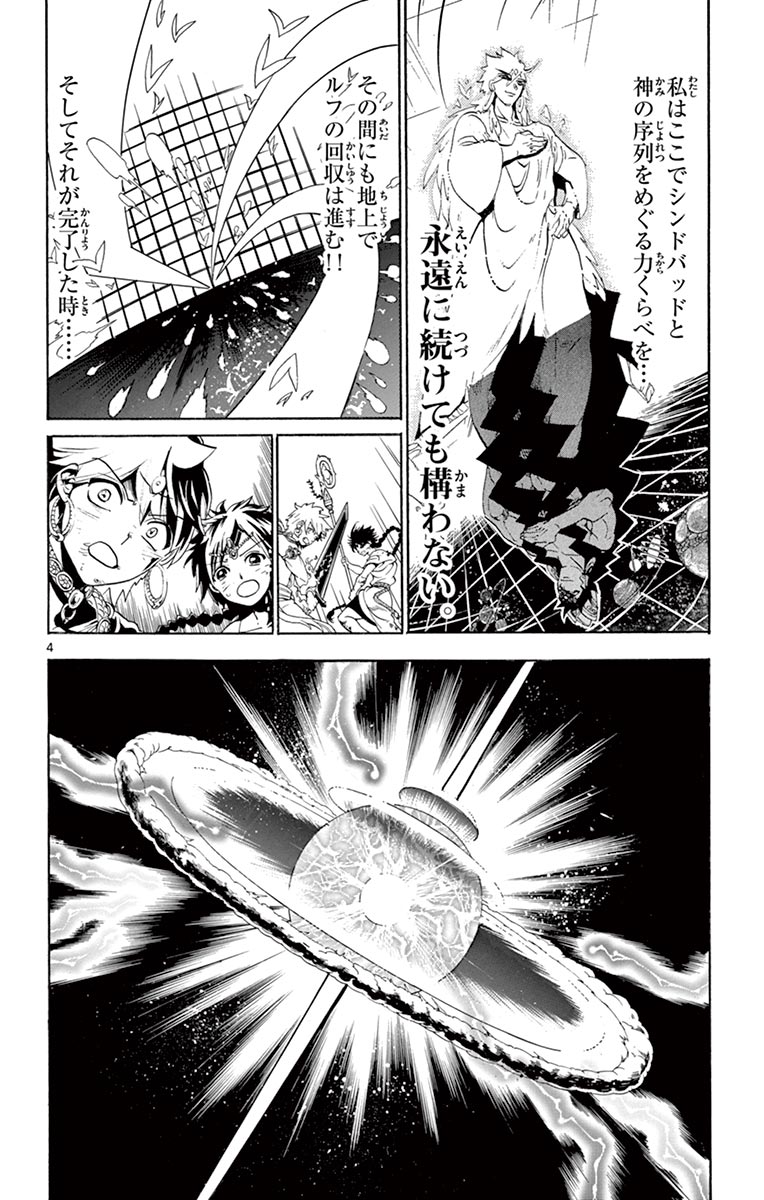 私はここでシンドバッドと
神の序列をめぐる力くらべを…
永遠に続けても構わない。
その間にも地上で
ルフの回収は進む!!
そしてそれが完了した時……
4